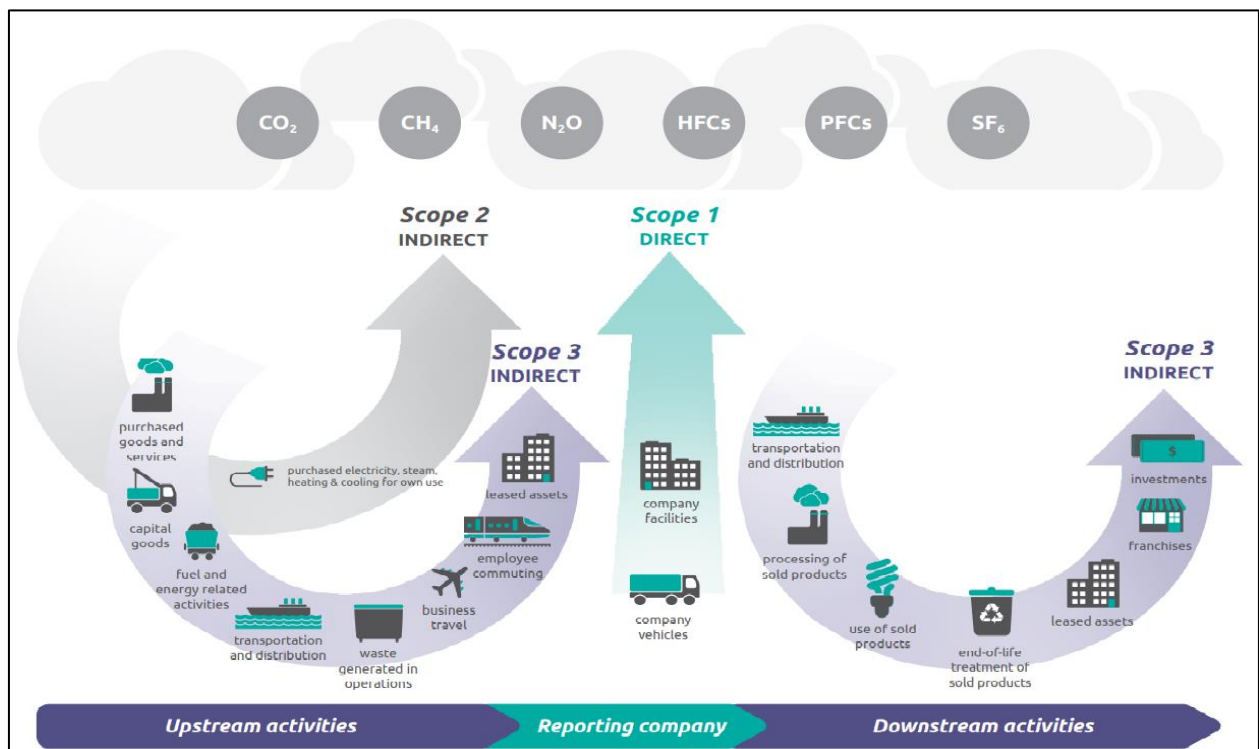 CO₂
CH₄
N₂O
HFCs
PFCs
SF₆
Scope 2
INDIRECT
Scope 1
DIRECT
Scope 3
INDIRECT
Scope 3
INDIRECT
purchased
goods and
services
capital
goods
fuel and
energy related
activities
transportation
and distribution
waste
generated in
operations
business
travel
employee
commuting
leased assets
purchased electricity, steam,
heating & cooling for own use
company
facilities
company
vehicles
transportation
and distribution
processing of
sold products
use of sold
products
end-of-life
treatment of
sold products
leased assets
franchises
$
investments
Upstream activities
Reporting company
Downstream activities